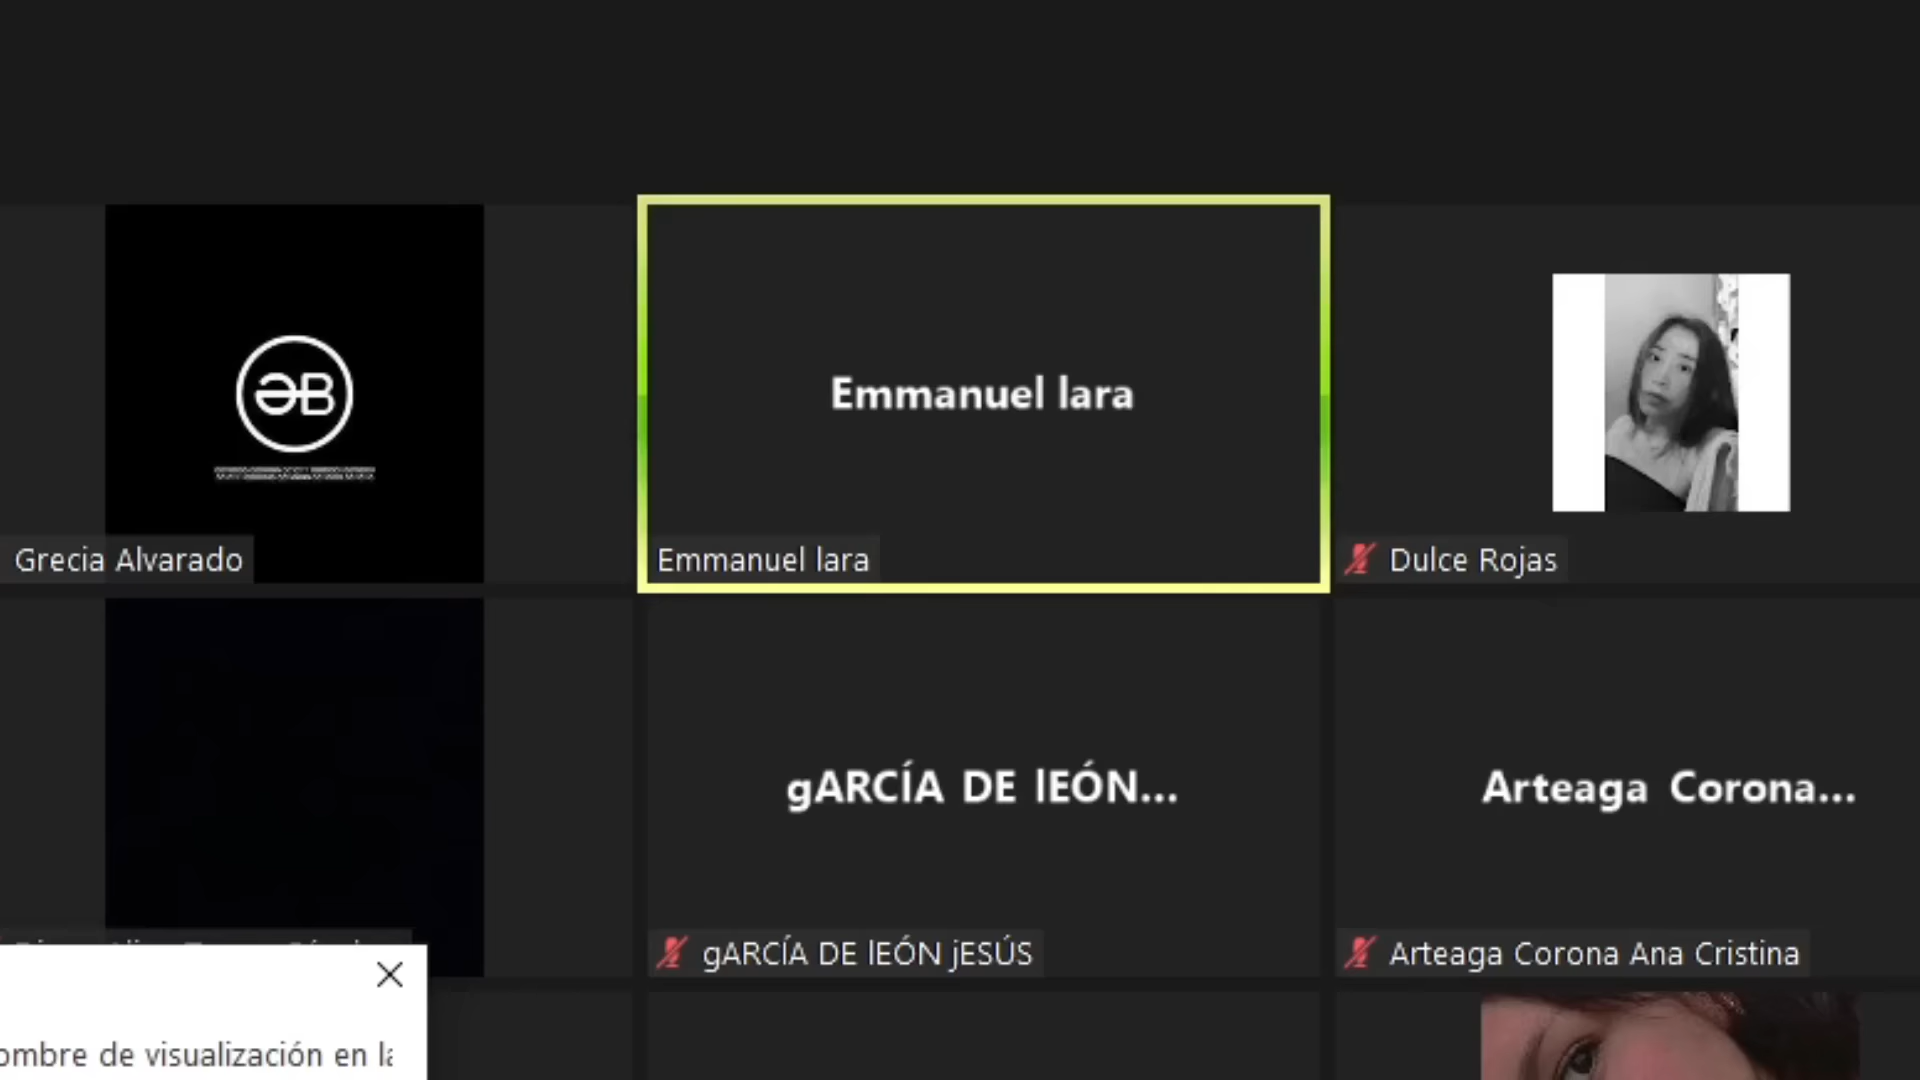 ƏB
Emmanuel lara
Grecia Alvarado
Emmanuel lara
Dulce Rojas
gARCÍA DE lEÓN...
Arteaga Corona...
gARCÍA DE lEÓN jESÚS
Arteaga Corona Ana Cristina
ombre de visualización en